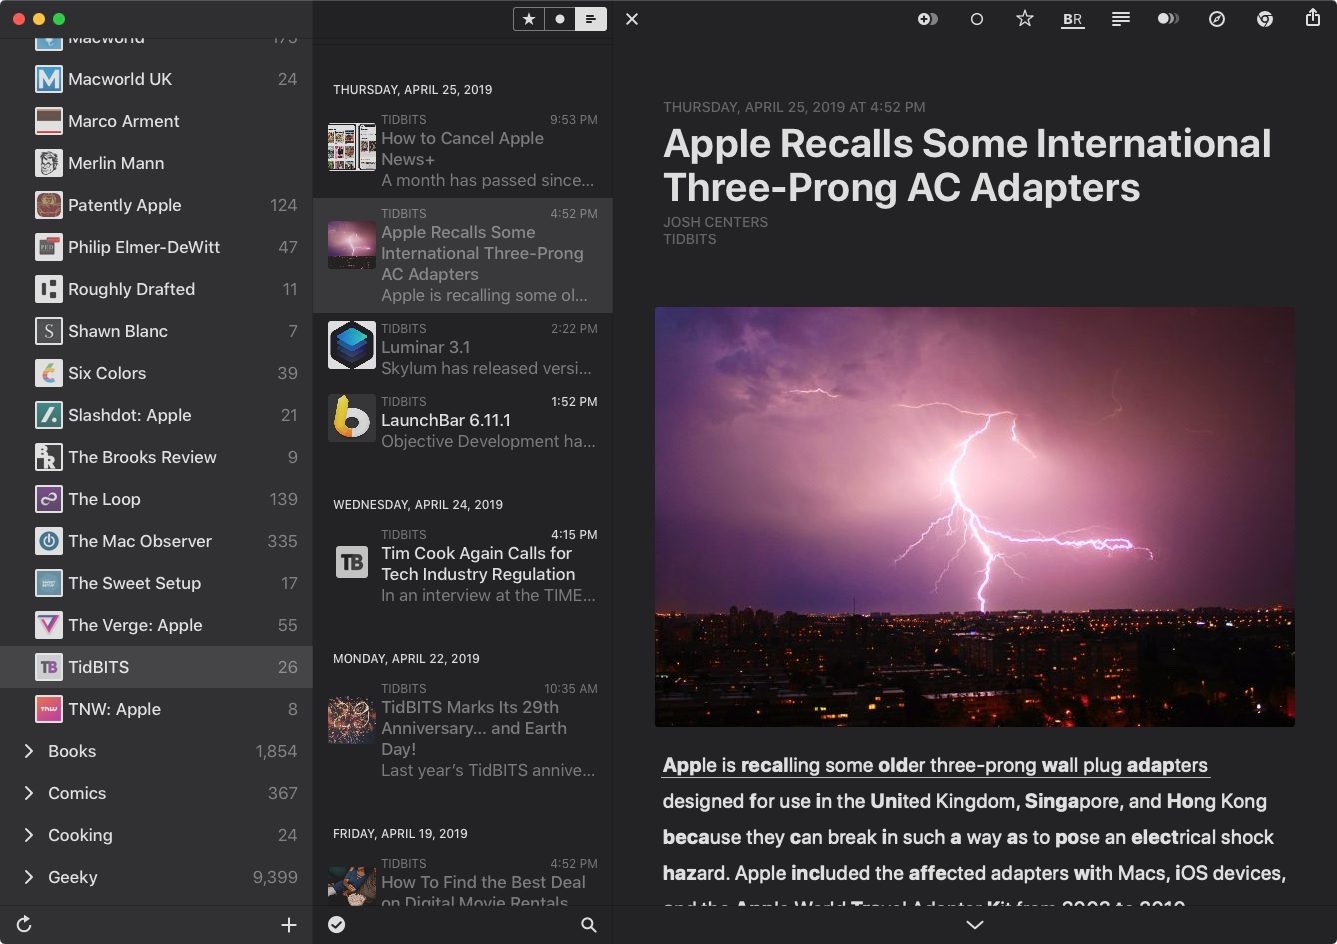 Macworld 175
Macworld UK 24
Marco Arment
Merlin Mann
Patently Apple 124
Philip Elmer-DeWitt 47
Roughly Drafted 11
Shawn Blanc 7
Six Colors 39
Slashdot: Apple 21
The Brooks Review 9
The Loop 139
The Mac Observer 335
The Sweet Setup 17
The Verge: Apple 55
TidBITS 26
TNW: Apple 8
Books 1,854
Comics 367
Cooking 24
Geeky 9,399
THURSDAY, APRIL 25, 2019
TIDBITS 9:53 PM
How to Cancel Apple
News+
A month has passed since...
TIDBITS 4:52 PM
Apple Recalls Some
International Three-Prong
AC Adapters
Apple is recalling some ol...
TIDBITS 2:22 PM
Luminar 3.1
Skylum has released versi...
TIDBITS 1:52 PM
LaunchBar 6.11.1
Objective Development ha...
WEDNESDAY, APRIL 24, 2019
TIDBITS 4:15 PM
TB
Tim Cook Again Calls for
Tech Industry Regulation
In an interview at the TIME...
MONDAY, APRIL 22, 2019
TIDBITS 10:35 AM
TidBITS Marks Its 29th
Anniversary... and Earth
Day!
Last year's TidBITS annive...
FRIDAY, APRIL 19, 2019
TIDBITS 4:52 PM
How To Find the Best Deal
on Digital Movie Rentals
BR
THURSDAY, APRIL 25, 2019 AT 4:52 PM
Apple Recalls Some International
Three-Prong AC Adapters
JOSH CENTERS
TIDBITS
Apple is recalling some older three-prong wall plug adapters
designed for use in the United Kingdom, Singapore, and Hong Kong
because they can break in such a way as to pose an electrical shock
hazard. Apple included the affected adapters with Macs, iOS devices,
and the Apple World Travel Adapter Kit from 2003 to 2010.